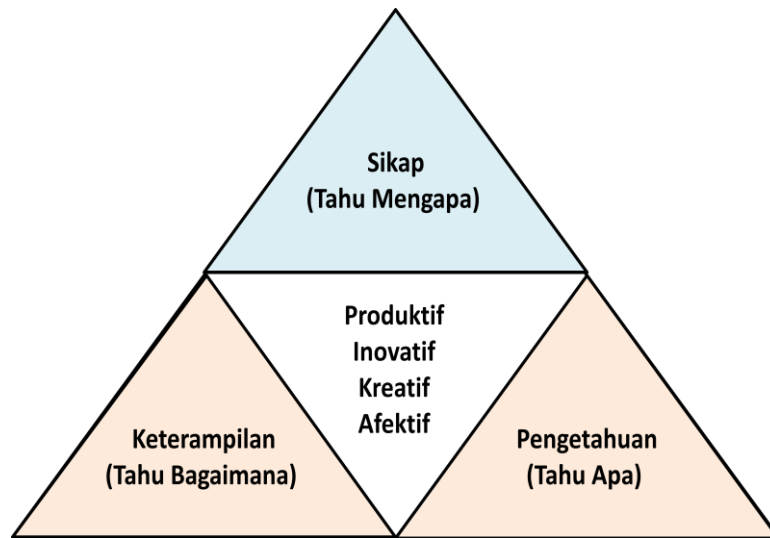 Sikap
(Tahu Mengapa)
Produktif
Inovatif
Kreatif
Afektif
Keterampilan
(Tahu Bagaimana)
Pengetahuan
(Tahu Apa)